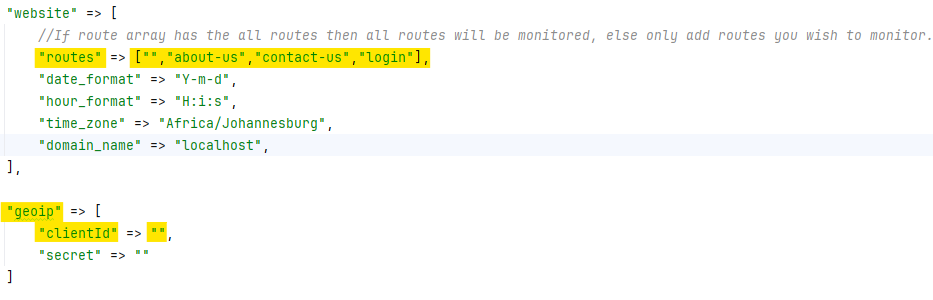 "website" => [
//If route array has the all routes then all routes will be monitored, else only add routes you wish to monitor.
"routes" => ["","about-us","contact-us","login"],
"date_format" => "Y-m-d",
"hour_format" => "H:i:s",
"time_zone" => "Africa/Johannesburg",
"domain_name" => "localhost",
],
"geoip" => [
"clientId" => "",
"secret" => ""
]